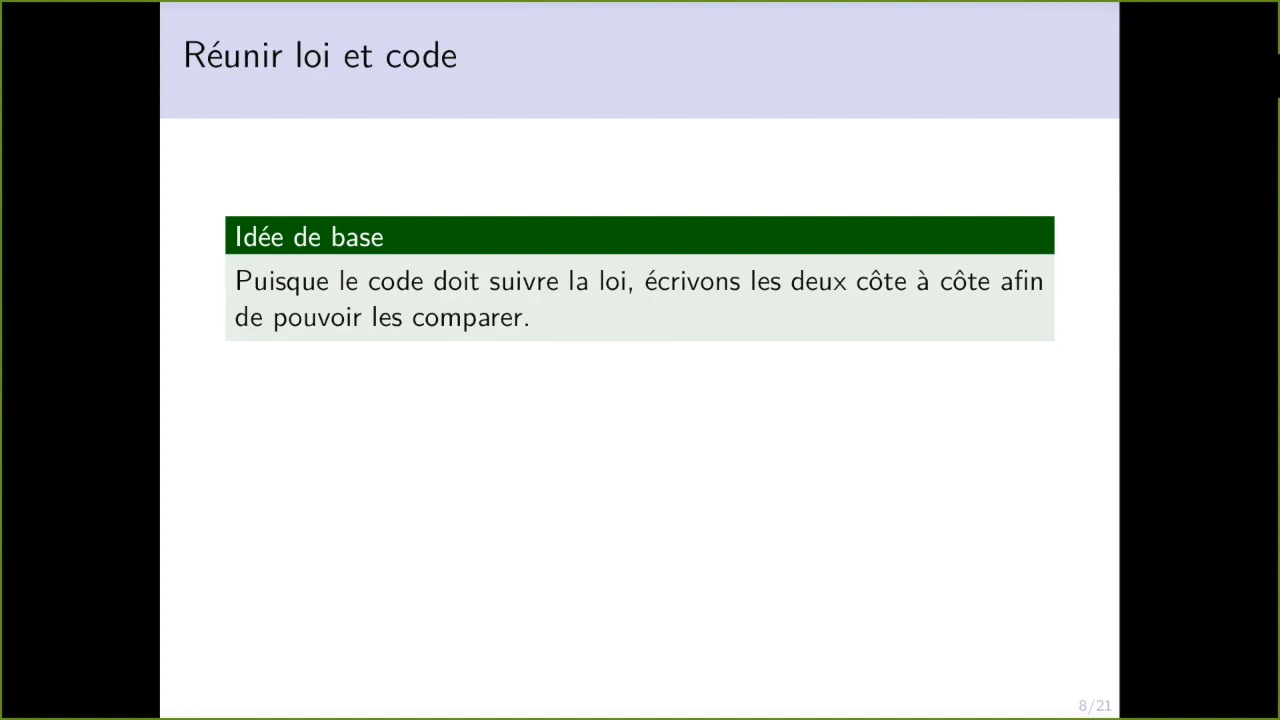 Réunir loi et code
Idée de base
Puisque le code doit suivre la loi, écrivons les deux côte à côte afin
de pouvoir les comparer.
8/21